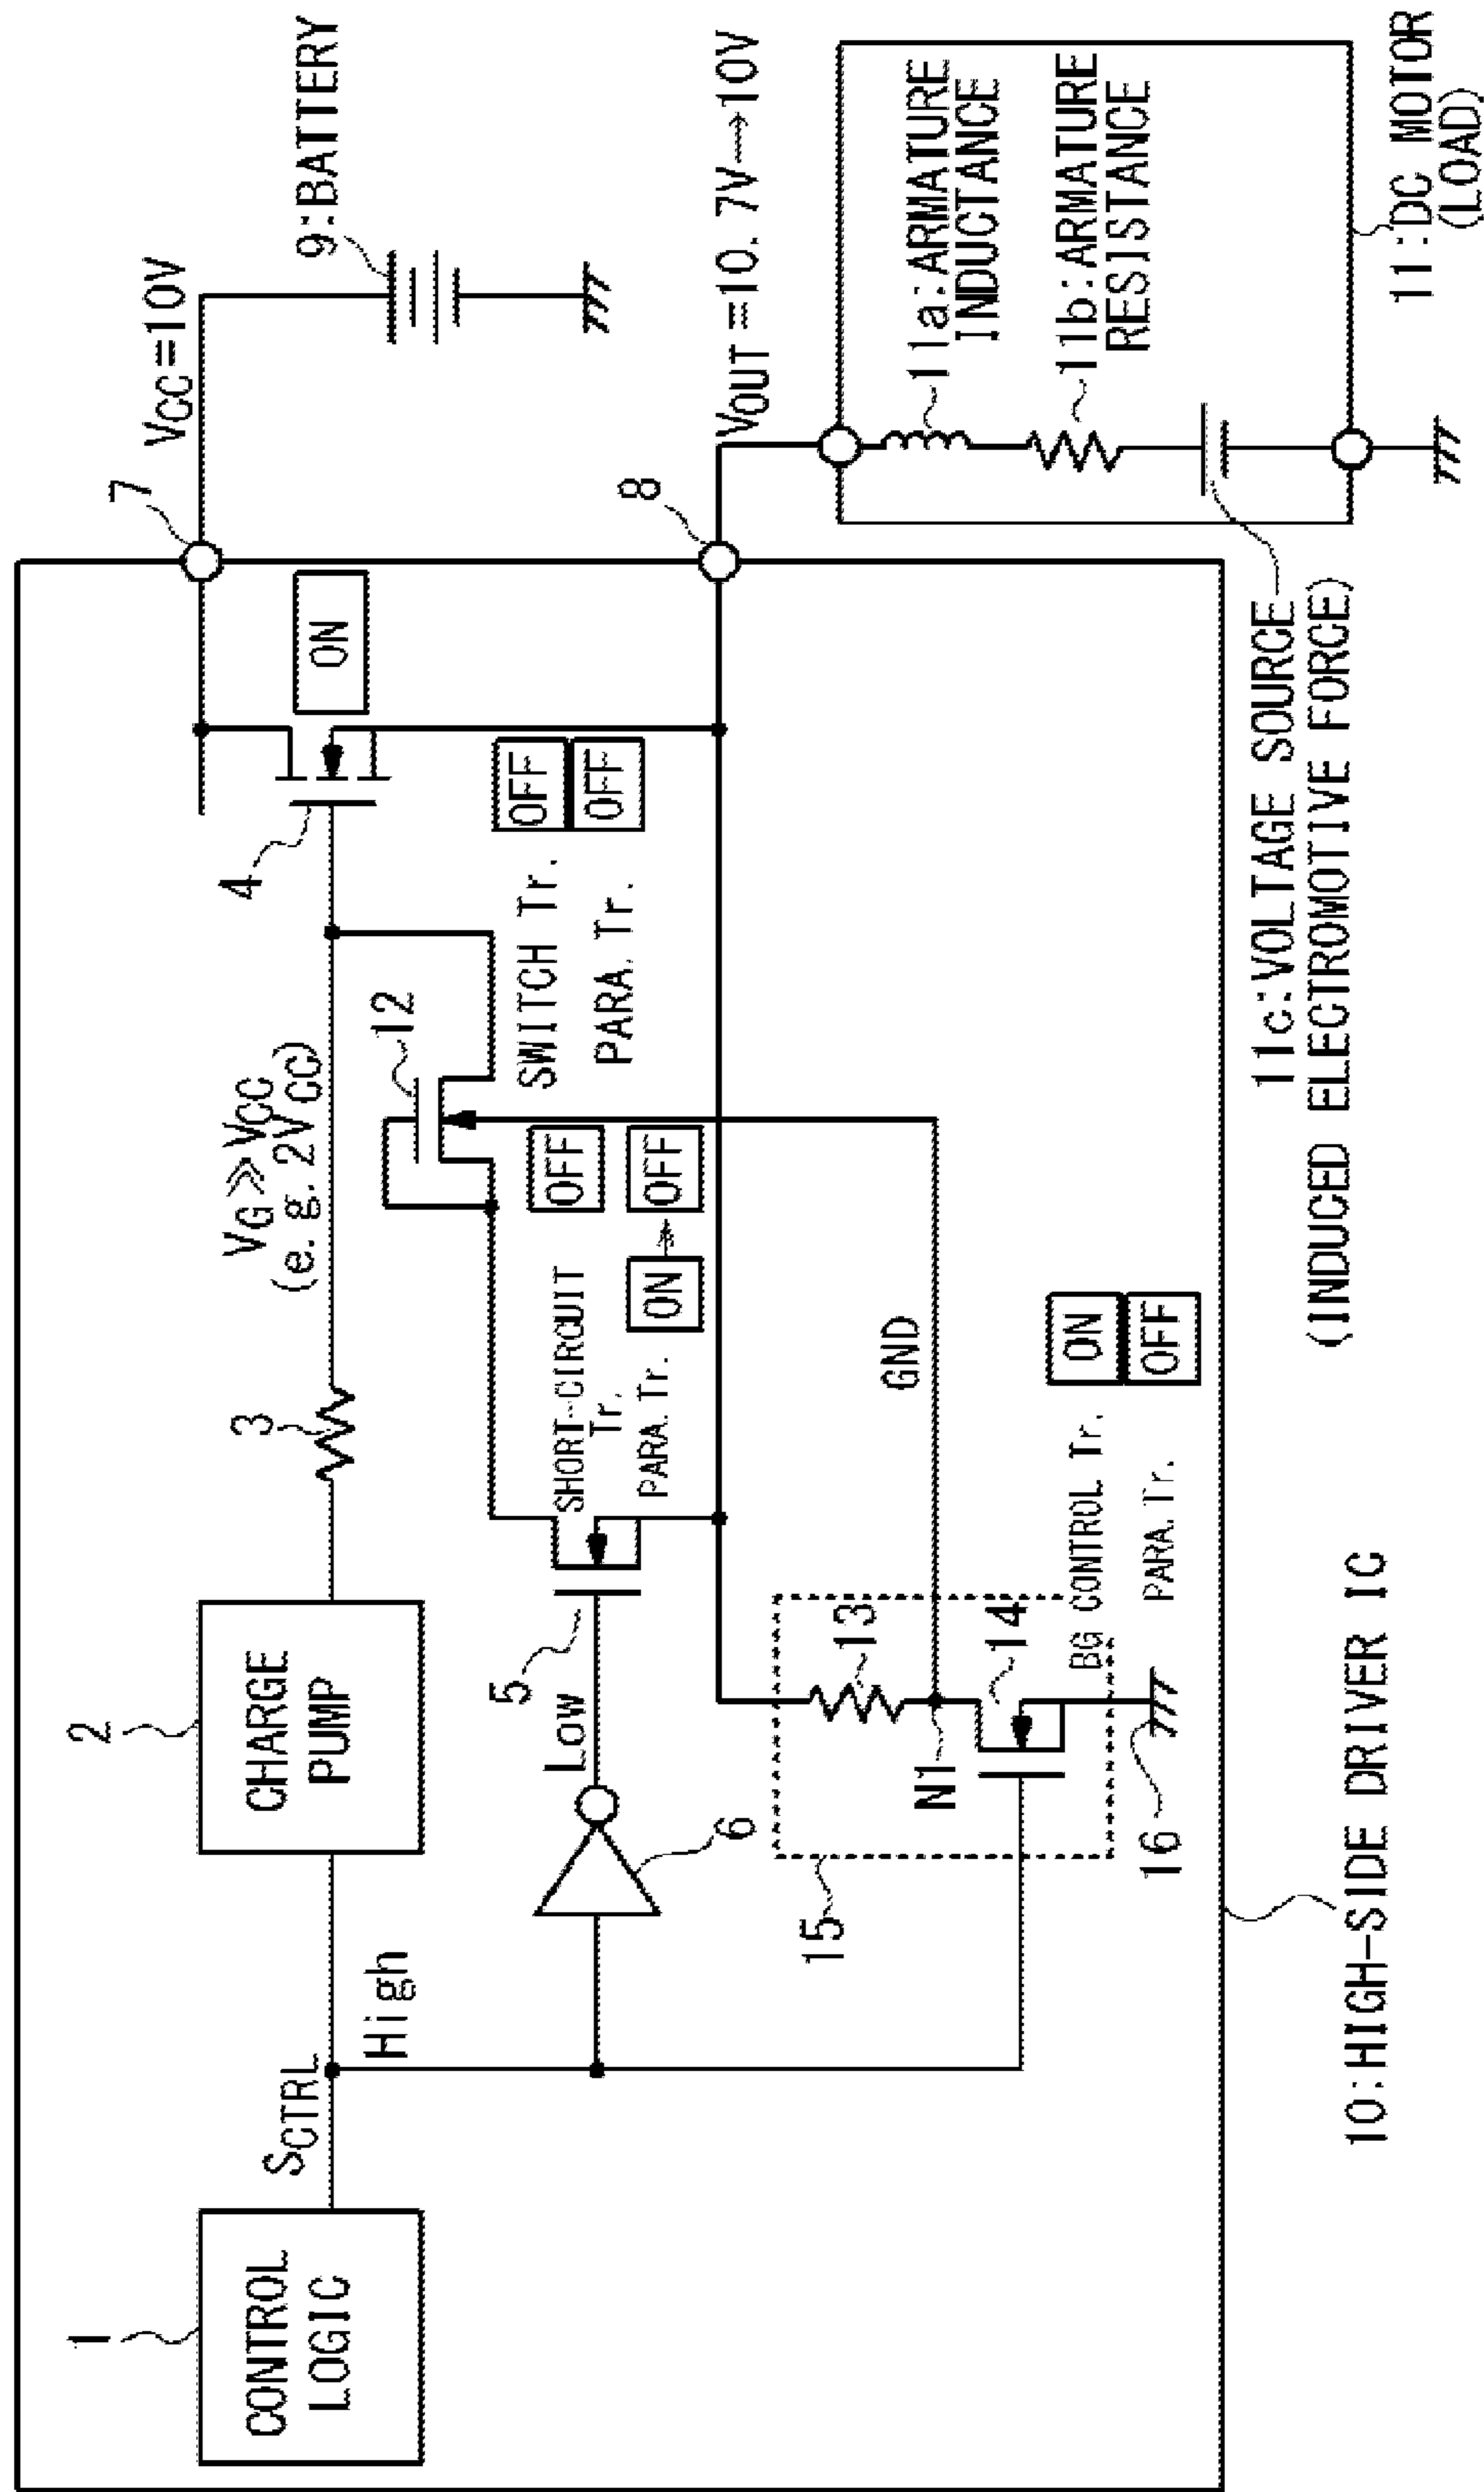 1
CONTROL
LOGIC
SCTRL
High
2
CHARGE
PUMP
3
VG≫VCC
(e.g. 2VCC)
4
ON
7
VCC=10V
9:BATTERY
12
SWITCH Tr.
OFF
PARA. Tr.
OFF
5
Low
6
SHORT-CIRCUIT
Tr.
OFF
PARA. Tr.
ON→OFF
8
VOUT=10.7V→10V
11a:ARMATURE
INDUCTANCE
11b:ARMATURE
RESISTANCE
11:DC MOTOR
(LOAD)
GND
13
N1
14
15
16
BG CONTROL Tr.
ON
PARA. Tr.
OFF
11c:VOLTAGE SOURCE
(INDUCED ELECTROMOTIVE FORCE)
10:HIGH-SIDE DRIVER IC